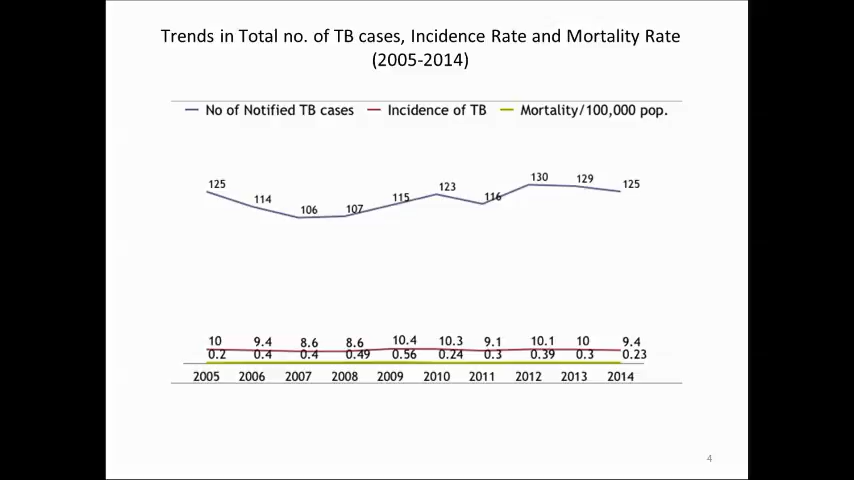 Trends in Total no. of TB cases, Incidence Rate and Mortality Rate
(2005-2014)
No of Notified TB cases Incidence of TB Mortality/100,000 pop.
125 114 106 107 115 123 116 130 129 125
10 9.4 8.6 8.6 10.4 10.3 9.1 10.1 10 9.4
0.2 0.4 0.4 0.49 0.56 0.24 0.3 0.39 0.3 0.23
2005 2006 2007 2008 2009 2010 2011 2012 2013 2014
4